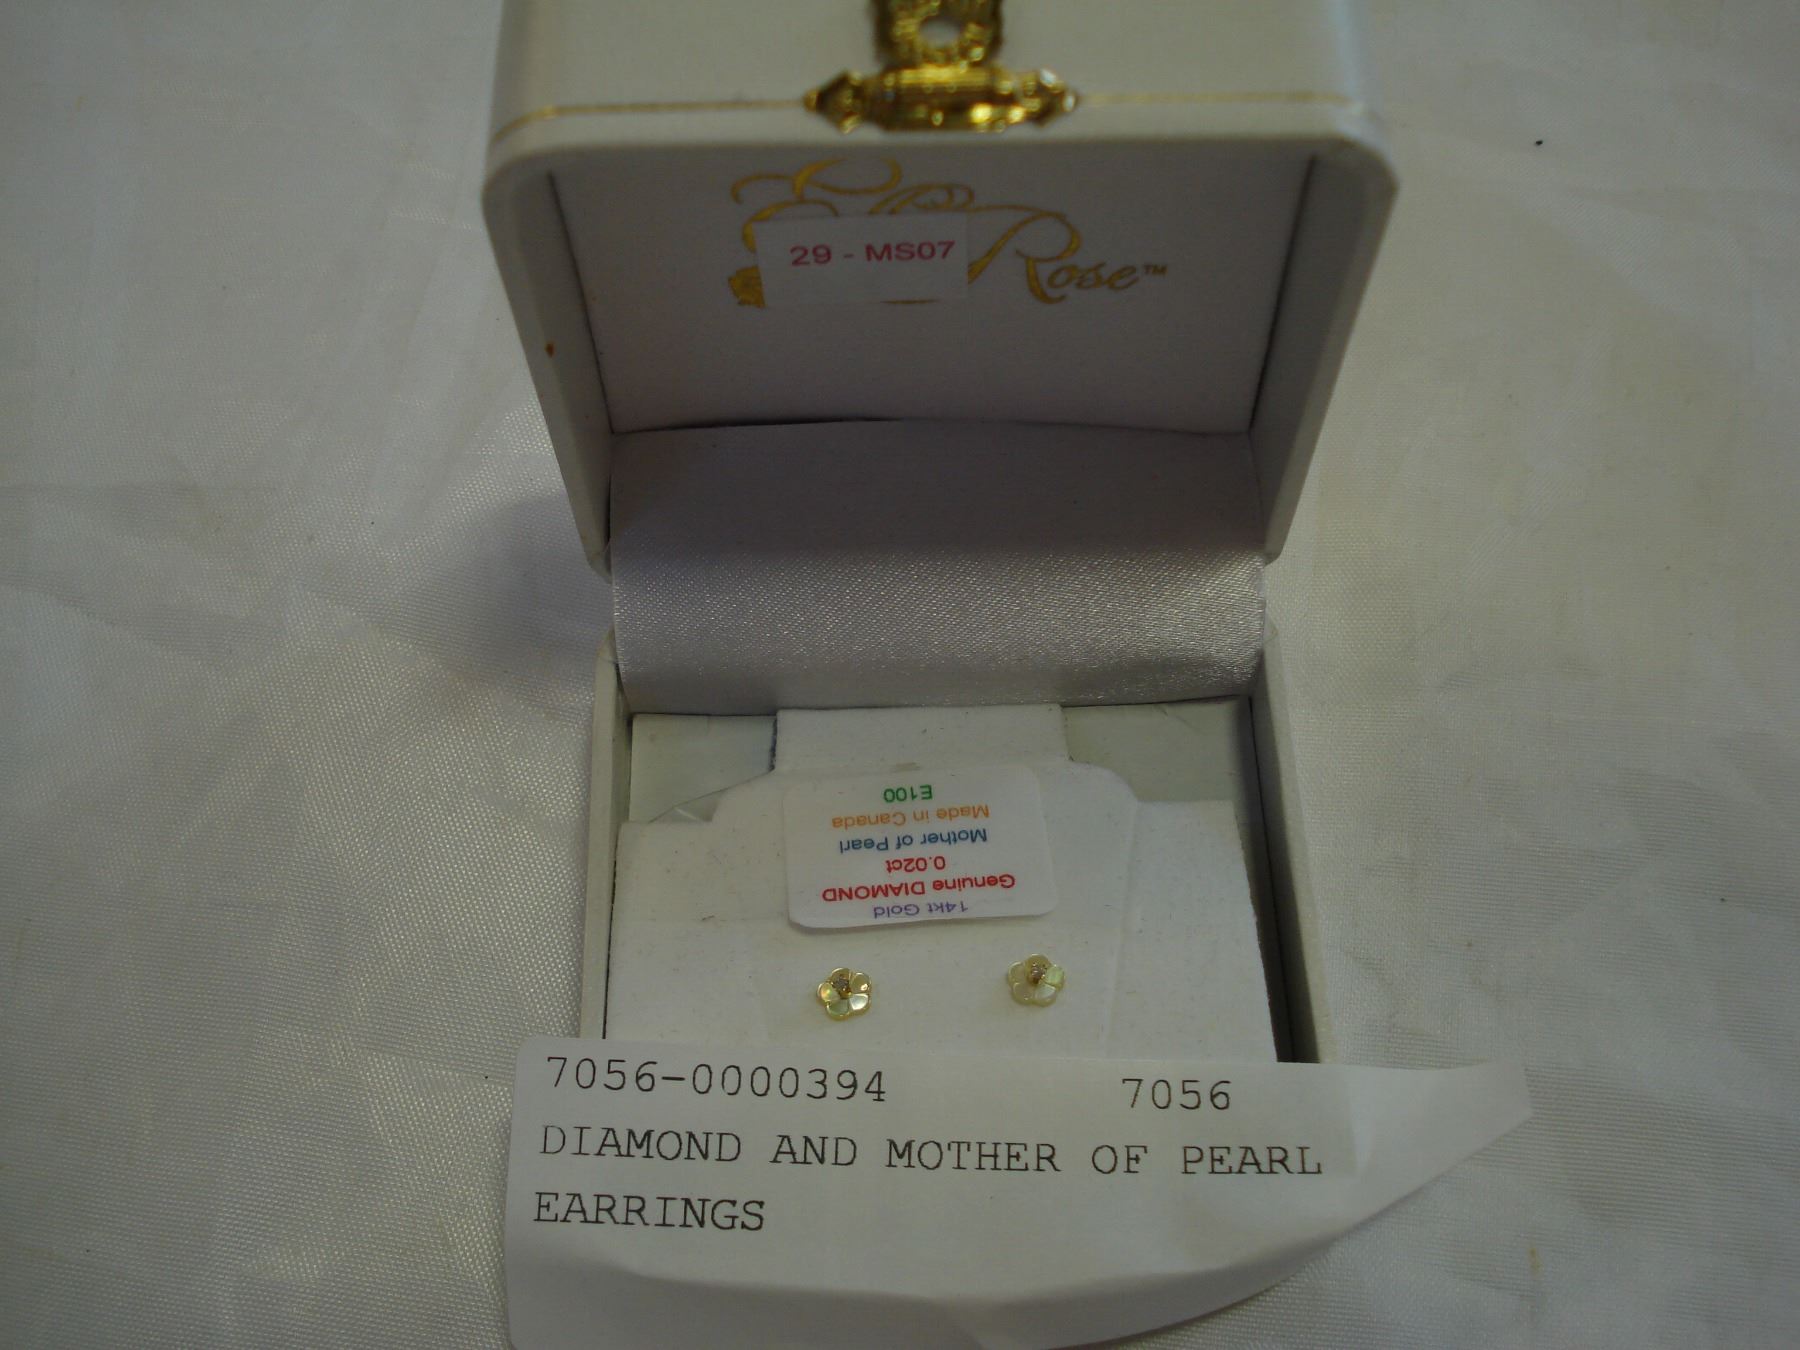 Rose™
29 - MS07
14kt Gold
Genuine DIAMOND
0.02ct
Mother of Pearl
Made in Canada
E100
7056-0000394 7056
DIAMOND AND MOTHER OF PEARL
EARRINGS